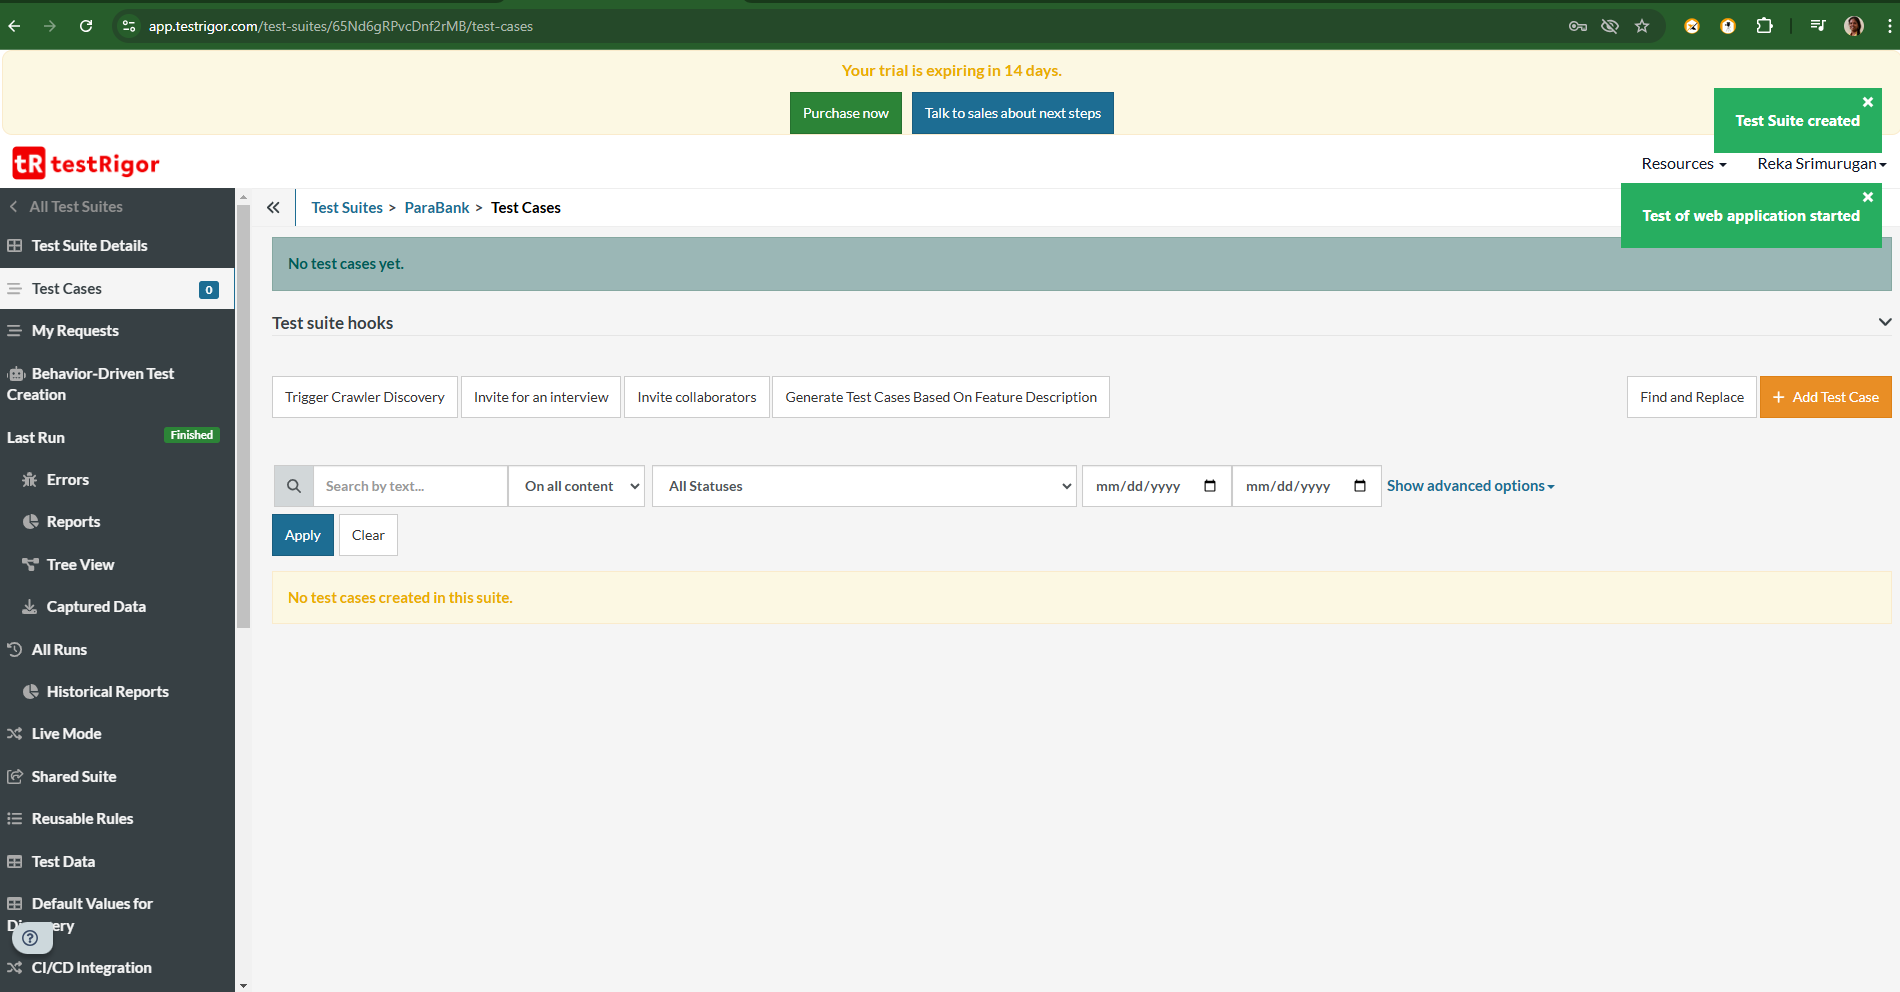 app.testrigor.com/test-suites/65Nd6gRPvcDnf2rMB/test-cases
Your trial is expiring in 14 days.
Purchase now
Talk to sales about next steps
Test Suite created
tR testRigor
Resources
Reka Srimurugan
All Test Suites
Test Suites > ParaBank > Test Cases
Test of web application started
Test Suite Details
No test cases yet.
Test Cases
0
Test suite hooks
My Requests
Behavior-Driven Test
Creation
Trigger Crawler Discovery
Invite for an interview
Invite collaborators
Generate Test Cases Based On Feature Description
Find and Replace
+ Add Test Case
Last Run
Finished
Errors
Search by text...
On all content
All Statuses
mm/dd/yyyy
mm/dd/yyyy
Show advanced options
Reports
Apply
Clear
Tree View
No test cases created in this suite.
Captured Data
All Runs
Historical Reports
Live Mode
Shared Suite
Reusable Rules
Test Data
Default Values for
CI/CD Integration